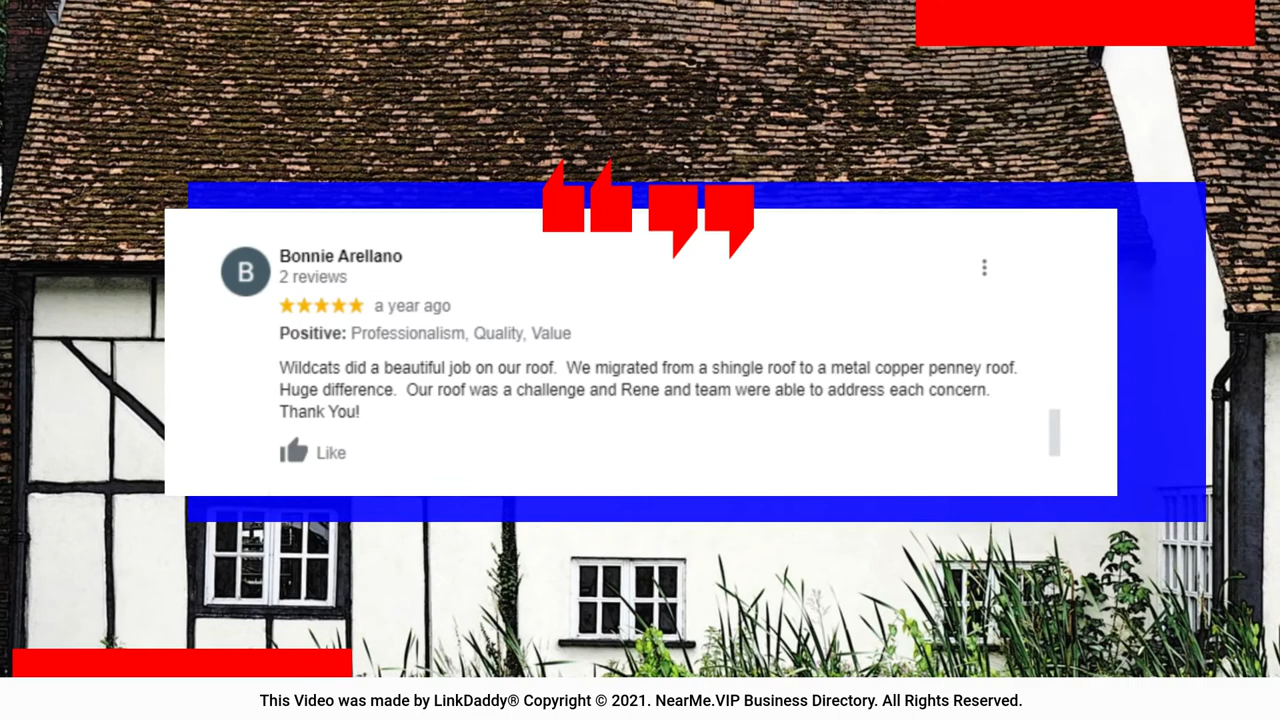 Bonnie Arellano
2 reviews
a year ago
Positive: Professionalism, Quality, Value
Wildcats did a beautiful job on our roof.  We migrated from a shingle roof to a metal copper penney roof.
Huge difference.  Our roof was a challenge and Rene and team were able to address each concern.
Thank You!
Like
B
This Video was made by LinkDaddy® Copyright © 2021. NearMe.VIP Business Directory. All Rights Reserved.